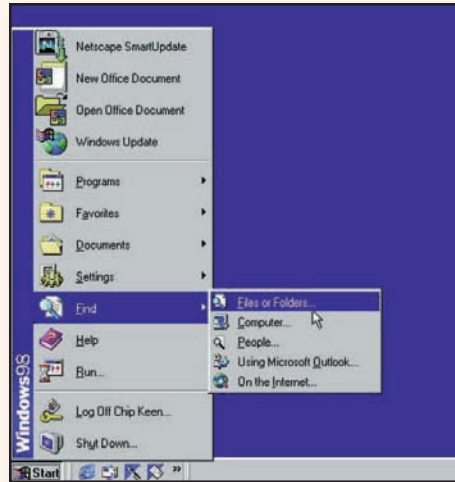 Netscape SmartUpdate
New Office Document
Open Office Document
Windows Update
Programs
Favorites
Documents
Settings
Find
Help
Run...
Log Off Chip Keen...
Shut Down...
Files or Folders...
Computer...
People...
Using Microsoft Outlook...
On the Internet...
Windows98
Start
»